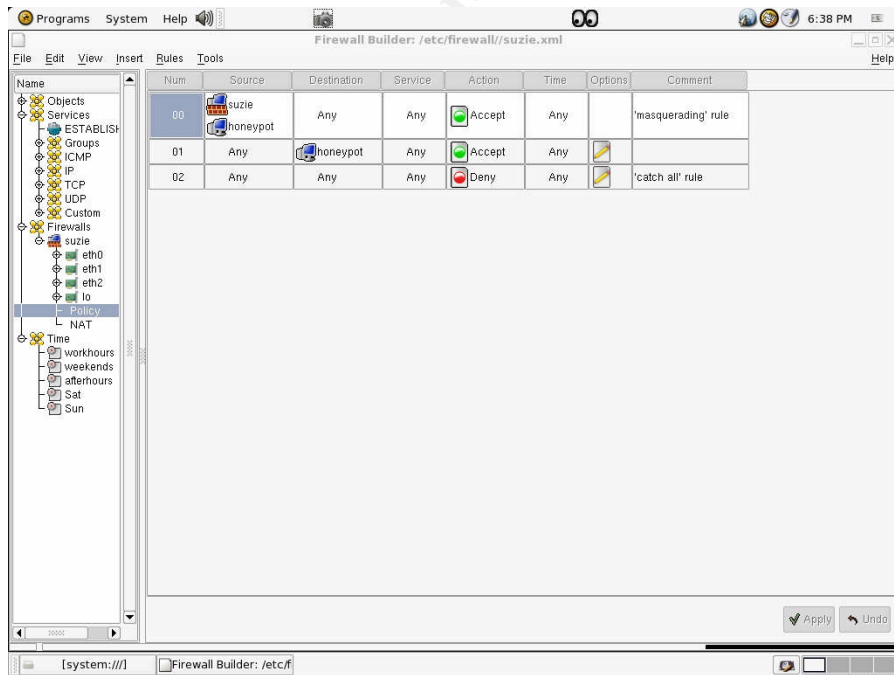 Programs System Help 6:38 PM
Firewall Builder: /etc/firewall//suzie.xml
File Edit View Insert Rules Tools Help
Name
Objects
Services
ESTABLISH
Groups
ICMP
IP
TCP
UDP
Custom
Firewalls
suzie
eth0
eth1
eth2
lo
Policy
NAT
Time
workhours
weekends
afterhours
Sat
Sun
Num Source Destination Service Action Time Options Comment
00 suzie honeypot Any Any Accept Any 'masquerading' rule
01 Any honeypot Any Accept Any
02 Any Any Any Deny Any 'catch all' rule
Apply Undo
[system:///] Firewall Builder: /etc/f